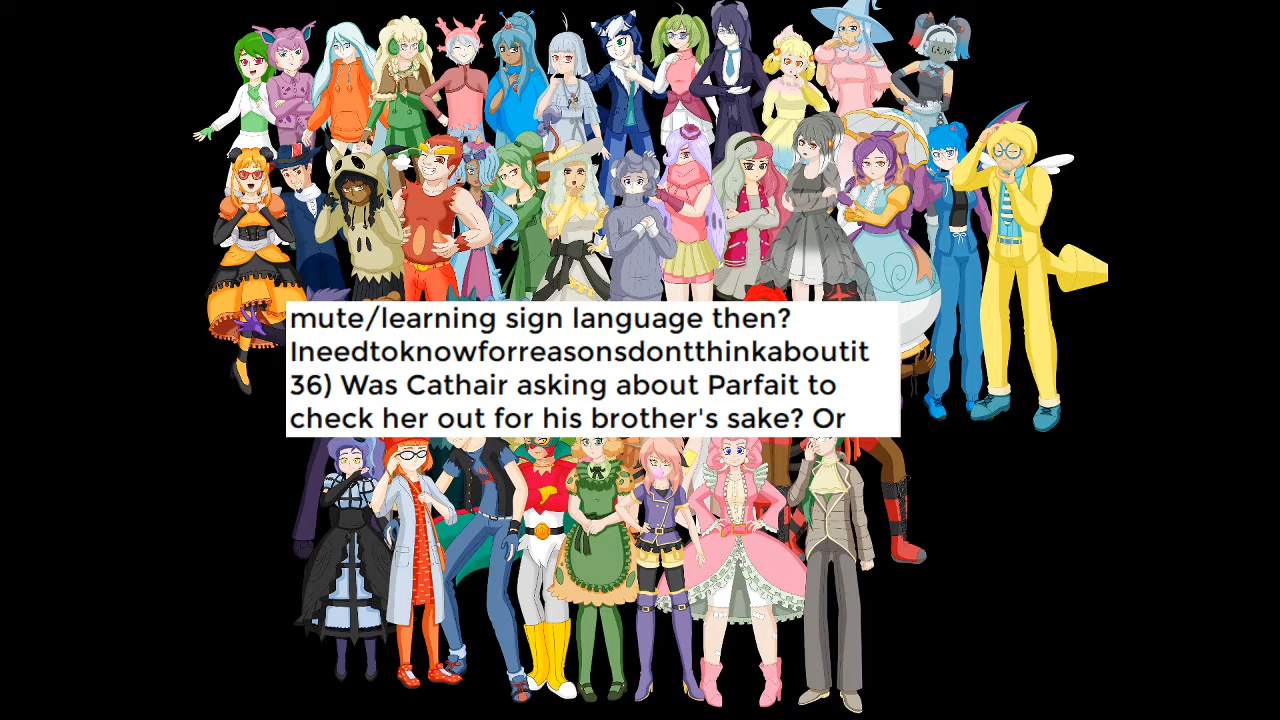 mute/learning sign language then?
Ineedtoknowforreasonsdontthinkaboutit
36) Was Cathair asking about Parfait to
check her out for his brother's sake? Or